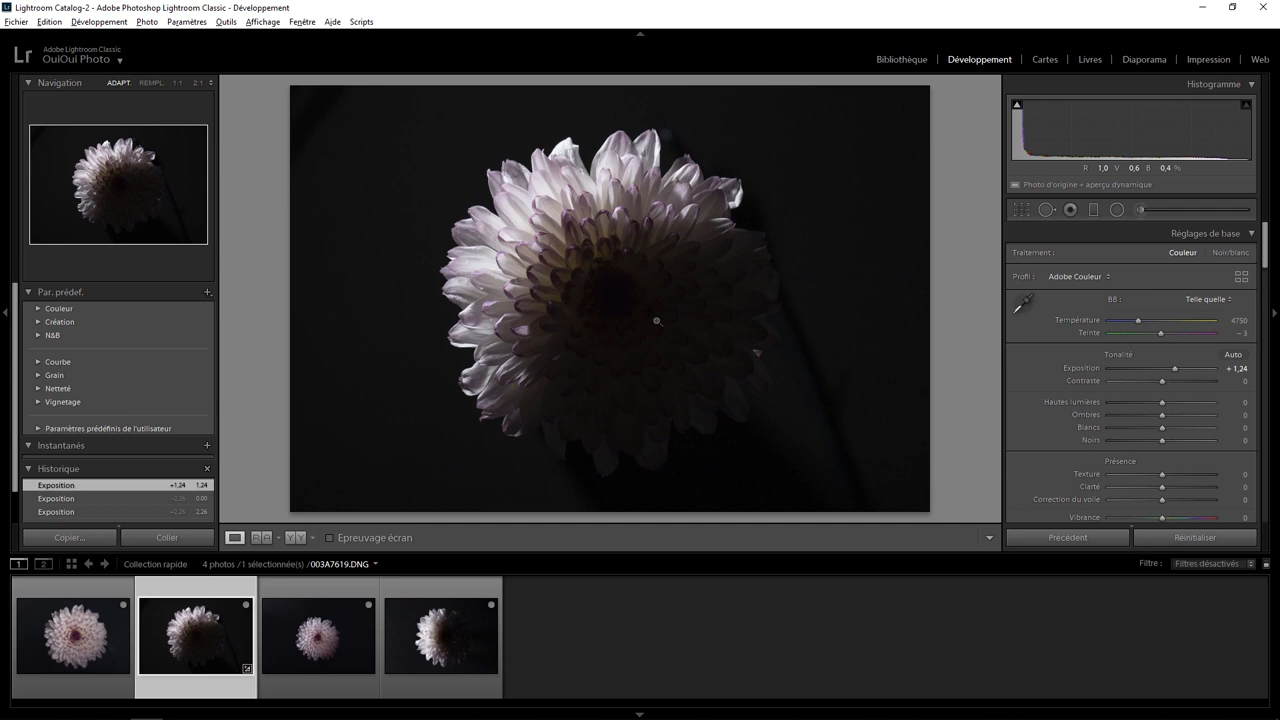 Lightroom Catalog-2 - Adobe Photoshop Lightroom Classic - Développement
Fichier Edition Développement Photo Paramètres Outils Affichage Fenêtre Aide Scripts
Lr Adobe Lightroom Classic
OuiOui Photo
Bibliothèque | Développement | Cartes | Livres | Diaporama | Impression | Web
Navigation ADAPT. REMPL. 1:1 2:1
Par. prédef. +
Couleur
Création
N&B
Courbe
Grain
Netteté
Vignetage
Paramètres prédéfinis de l'utilisateur
Instantanés +
Historique
Exposition +1,24 1,24
Exposition -2,26 0,00
Exposition +2,26 2,26
Copier... Coller
R A Y Y Epreuvage écran
Histogramme
R 1,0 V 0,6 B 0,4 %
Photo d'origine + aperçu dynamique
Réglages de base
Traitement : Couleur Noir/blanc
Profil : Adobe Couleur
BB : Telle quelle
Température 4750
Teinte - 3
Tonalité Auto
Exposition + 1,24
Contraste 0
Hautes lumières 0
Ombres 0
Blancs 0
Noirs 0
Présence
Texture 0
Clarté 0
Correction du voile 0
Vibrance 0
Précédent Réinitialiser
1 2 Collection rapide 4 photos /1 sélectionnée(s) /003A7619.DNG Filtre : Filtres désactivés